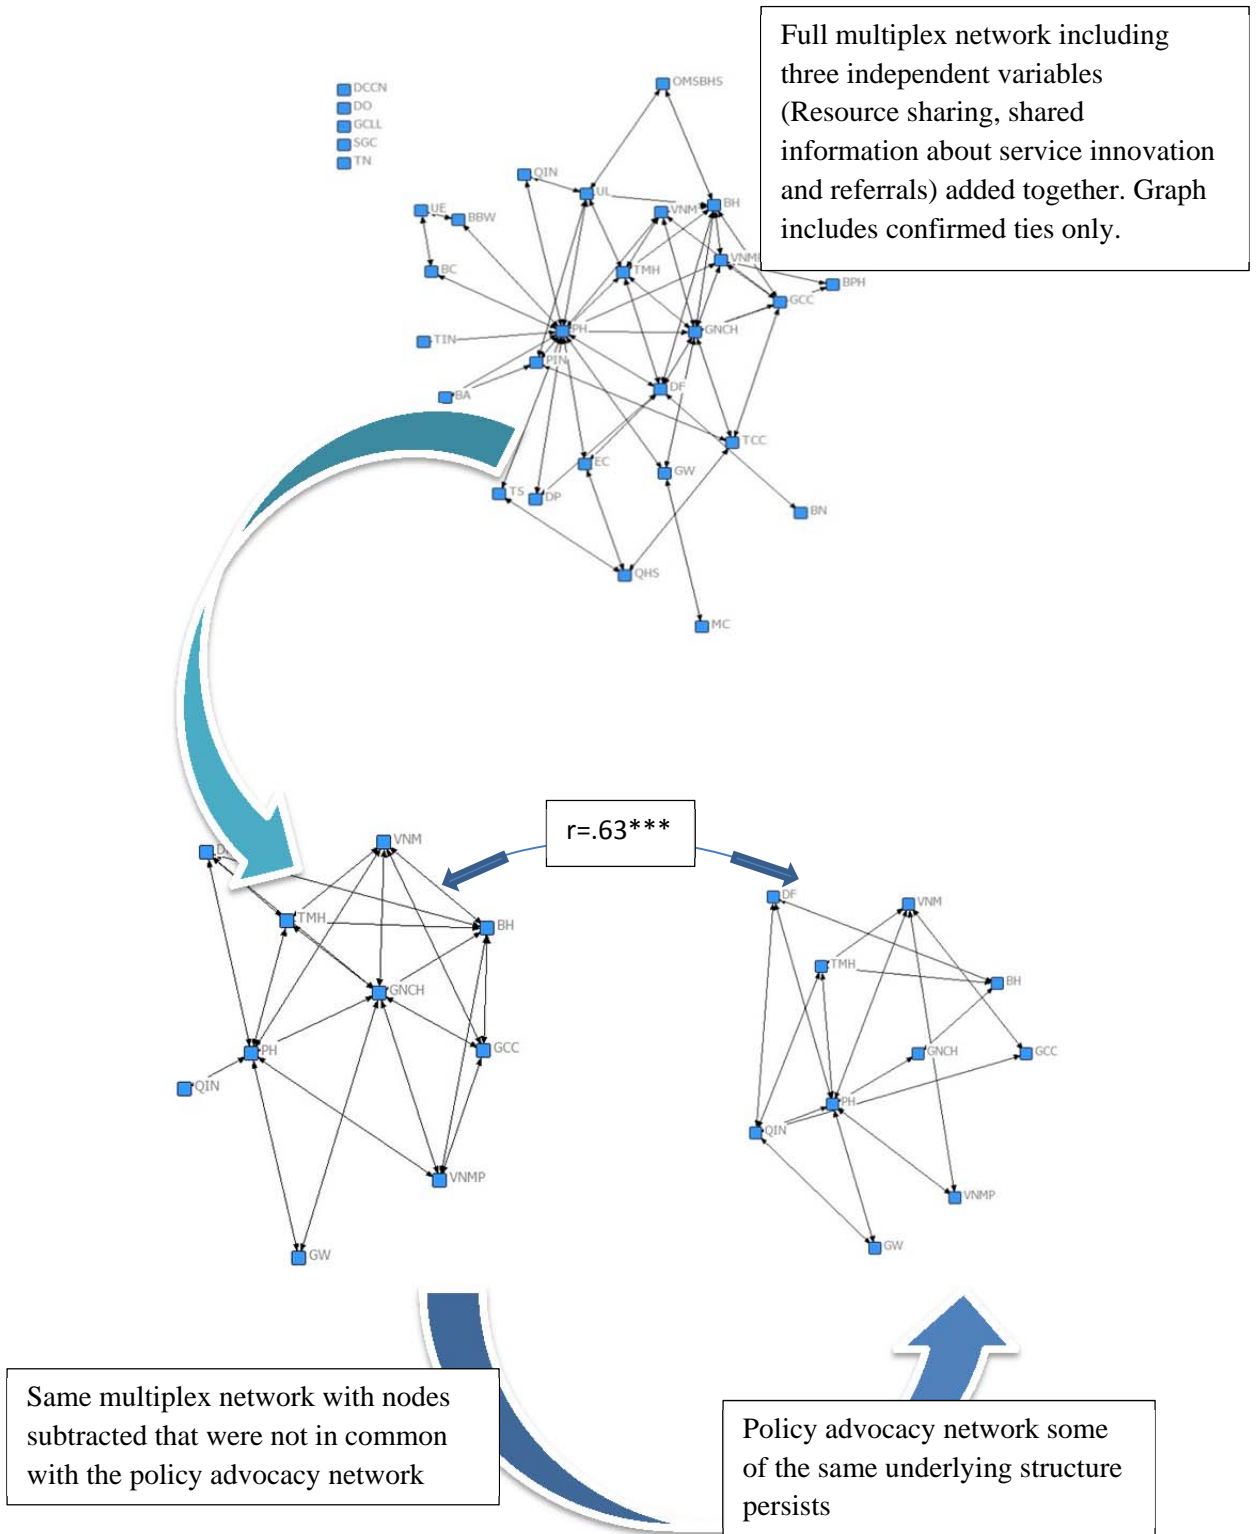 Full multiplex network including
three independent variables
(Resource sharing, shared
information about service innovation
and referrals) added together. Graph
includes confirmed ties only.
DCCN
DO
GCLL
SGC
TN
OMSBHS
QIN
UL
BH
UE
BBW
VNM
BC
TMH
VNMP
BPH
GCC
PH
GNCH
TIN
PIN
DF
BA
TCC
EC
GW
TS
DP
BN
QHS
MC
r=.63***
VNM
TMH
BH
GNCH
PH
GCC
QIN
VNMP
GW
DF
VNM
TMH
BH
GNCH
GCC
PH
QIN
VNMP
GW
Same multiplex network with nodes
subtracted that were not in common
with the policy advocacy network
Policy advocacy network some
of the same underlying structure
persists